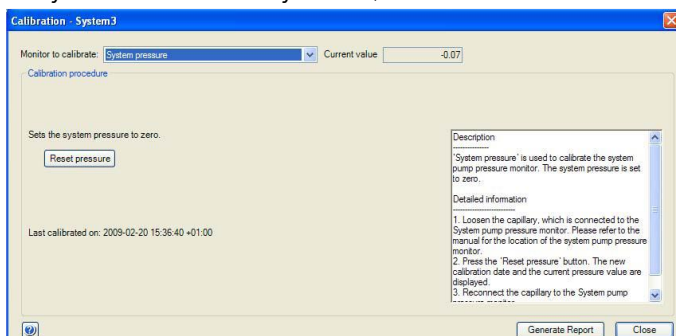 Calibration - System3
Monitor to calibrate: System pressure Current value -0.07
Calibration procedure
Sets the system pressure to zero.
Reset pressure
Last calibrated on: 2009-02-20 15:36:40 +01:00
Description
---------------
`System pressure` is used to calibrate the system
pump pressure monitor. The system pressure is set
to zero.
Detailed information
-------------------------
1. Loosen the capillary, which is connected to the
System pump pressure monitor. Please refer to the
manual for the location of the system pump pressure
monitor.
2. Press the `Reset pressure` button. The new
calibration date and the current pressure value are
displayed.
3. Reconnect the capillary to the System pump
Generate Report Close